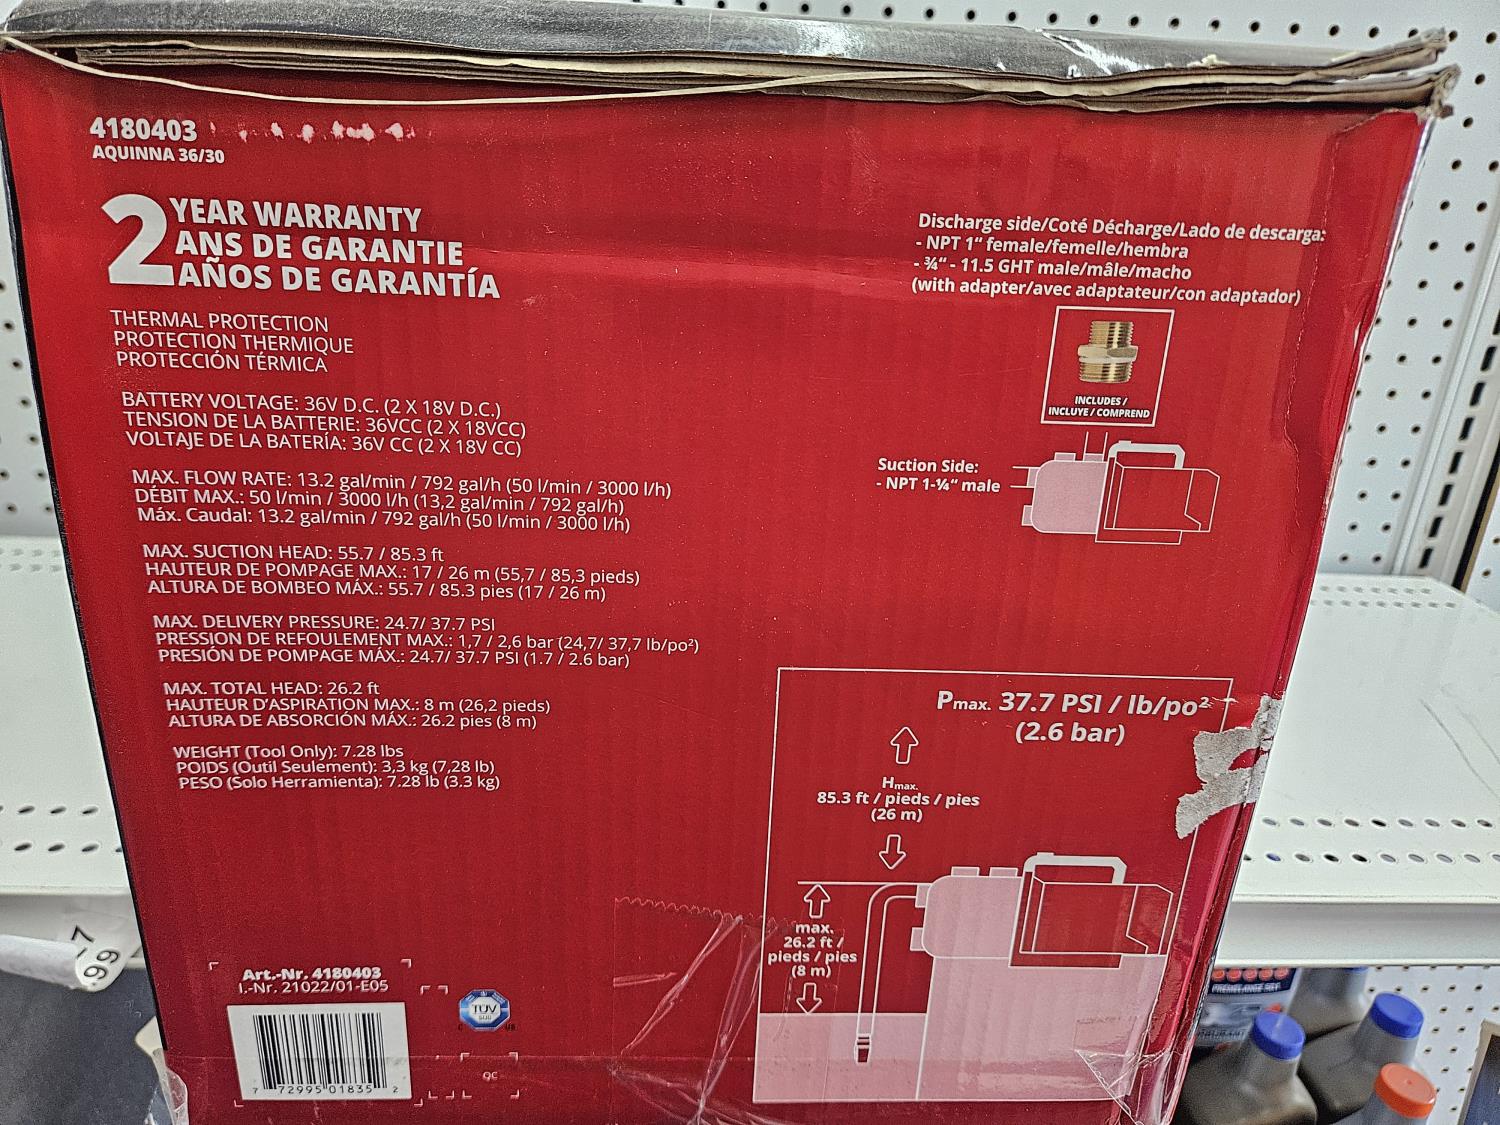 4180403
AQUINNA 36/30
2 YEAR WARRANTY
ANS DE GARANTIE
AÑOS DE GARANTÍA
THERMAL PROTECTION
PROTECTION THERMIQUE
PROTECCIÓN TÉRMICA
BATTERY VOLTAGE: 36V D.C. (2 X 18V D.C.)
TENSION DE LA BATTERIE: 36VCC (2 X 18VCC)
VOLTAJE DE LA BATERÍA: 36V CC (2 X 18V CC)
MAX. FLOW RATE: 13.2 gal/min / 792 gal/h (50 l/min / 3000 l/h)
DÉBIT MAX.: 50 l/min / 3000 l/h (13,2 gal/min / 792 gal/h)
Máx. Caudal: 13.2 gal/min / 792 gal/h (50 l/min / 3000 l/h)
MAX. SUCTION HEAD: 55.7 / 85.3 ft
HAUTEUR DE POMPAGE MAX.: 17 / 26 m (55,7 / 85,3 pieds)
ALTURA DE BOMBEO MÁX.: 55.7 / 85.3 pies (17 / 26 m)
MAX. DELIVERY PRESSURE: 24.7/ 37.7 PSI
PRESSION DE REFOULEMENT MAX.: 1,7 / 2,6 bar (24,7/ 37,7 lb/po²)
PRESIÓN DE POMPAGE MÁX.: 24.7/ 37.7 PSI (1.7 / 2.6 bar)
MAX. TOTAL HEAD: 26.2 ft
HAUTEUR D'ASPIRATION MAX.: 8 m (26,2 pieds)
ALTURA DE ABSORCIÓN MÁX.: 26.2 pies (8 m)
WEIGHT (Tool Only): 7.28 lbs
POIDS (Outil Seulement): 3,3 kg (7,28 lb)
PESO (Solo Herramienta): 7.28 lb (3.3 kg)
Art.-Nr. 4180403
I.-Nr. 21022/01-E05
7 72995 01835 2
TÜV
SÜD
C US
QC
Discharge side/Coté Décharge/Lado de descarga:
- NPT 1“ female/femelle/hembra
- ¾“ - 11.5 GHT male/mâle/macho
(with adapter/avec adaptateur/con adaptador)
INCLUDES /
INCLUYE / COMPREND
Suction Side:
- NPT 1-¼“ male
Pmax. 37.7 PSI / lb/po²
(2.6 bar)
Hmax.
85.3 ft / pieds / pies
(26 m)
max.
26.2 ft /
pieds / pies
(8 m)